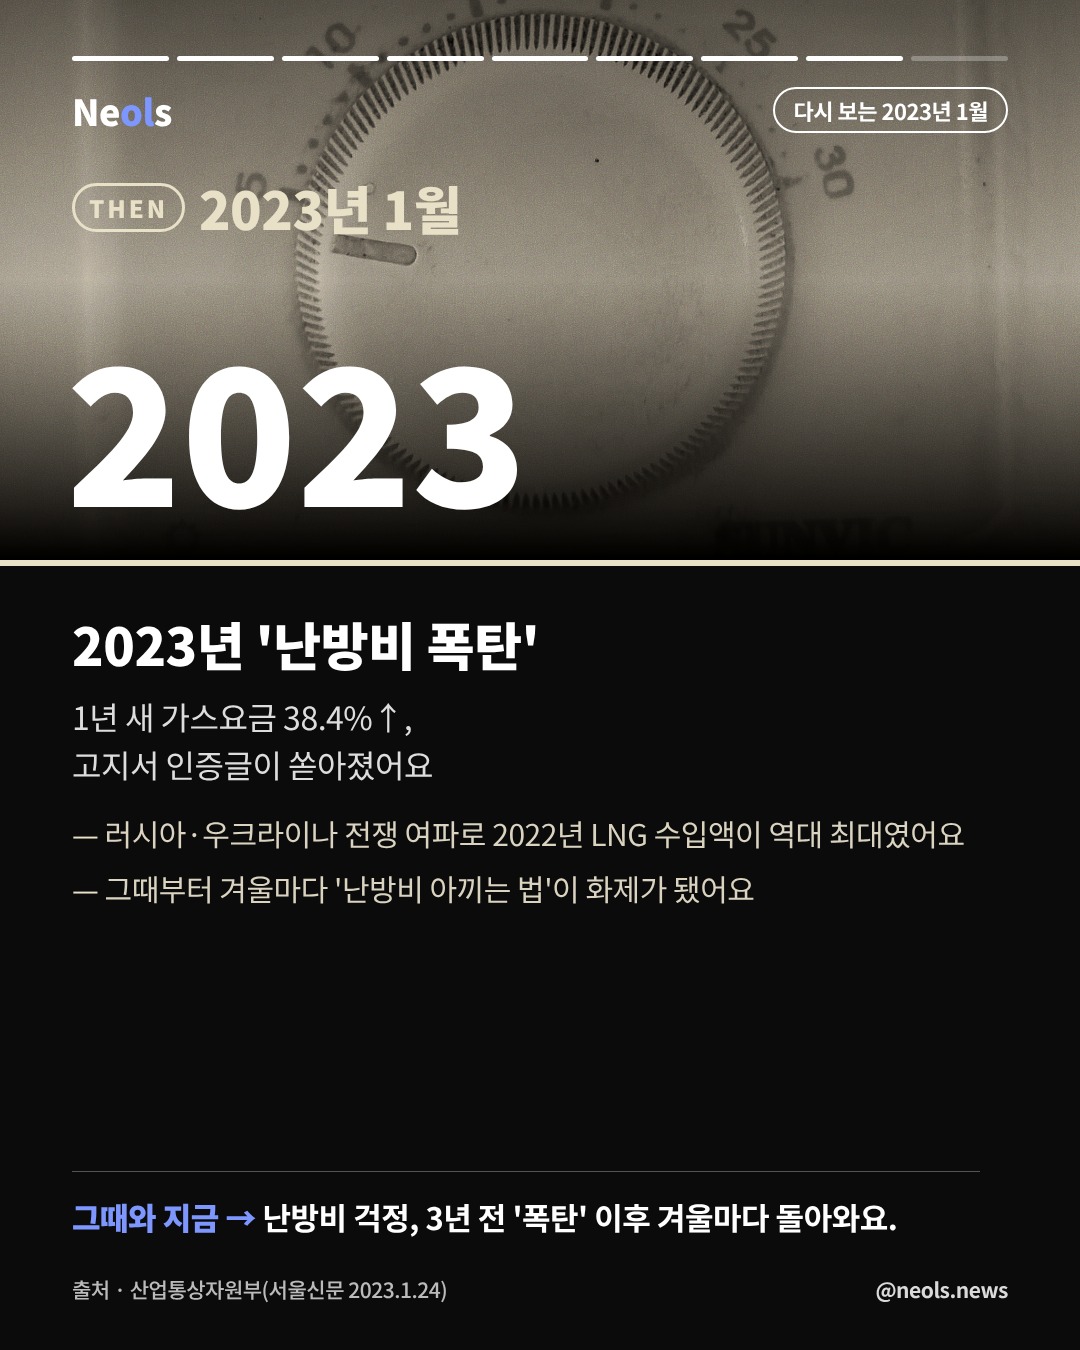 10
25
Neols
다시 보는 2023년 1월
5
30
THEN 2023년 1월
2023
SUNVIC
2023년 '난방비 폭탄'
1년 새 가스요금 38.4%↑,
고지서 인증글이 쏟아졌어요
— 러시아·우크라이나 전쟁 여파로 2022년 LNG 수입액이 역대 최대였어요
— 그때부터 겨울마다 '난방비 아끼는 법'이 화제가 됐어요
그때와 지금 → 난방비 걱정, 3년 전 '폭탄' 이후 겨울마다 돌아와요.
출처 · 산업통상자원부(서울신문 2023.1.24)
@neols.news